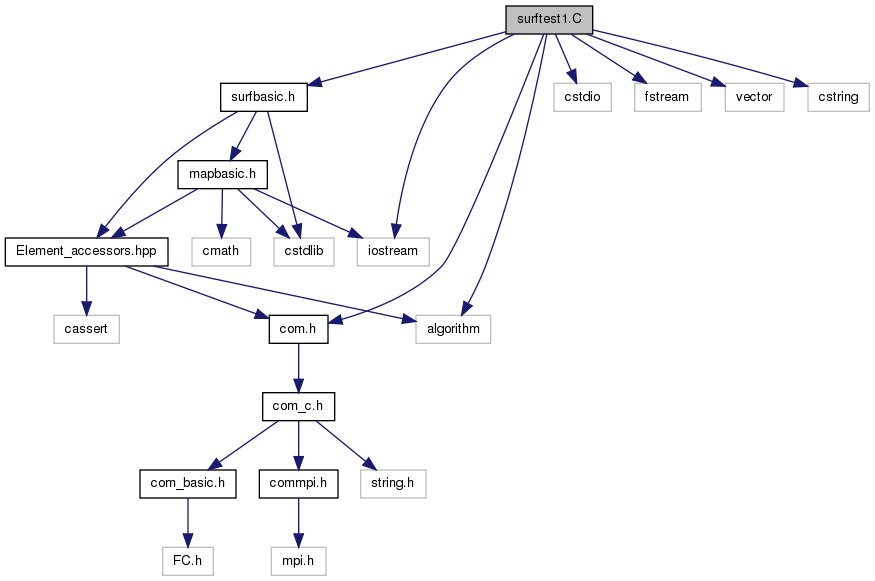 surftest1.C
surfbasic.h
cstdio
fstream
vector
cstring
mapbasic.h
Element_accessors.hpp
cmath
cstdlib
iostream
cassert
com.h
algorithm
com_c.h
com_basic.h
commpi.h
string.h
FC.h
mpi.h